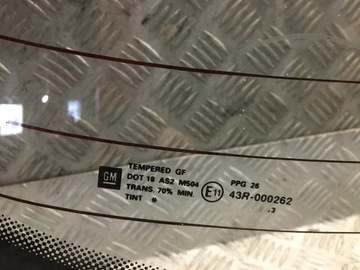 GM
TEMPERED GF
DOT 18 AS2 M504
TRANS. 70% MIN.
TINT *
E11
PPG 26
43R-000262